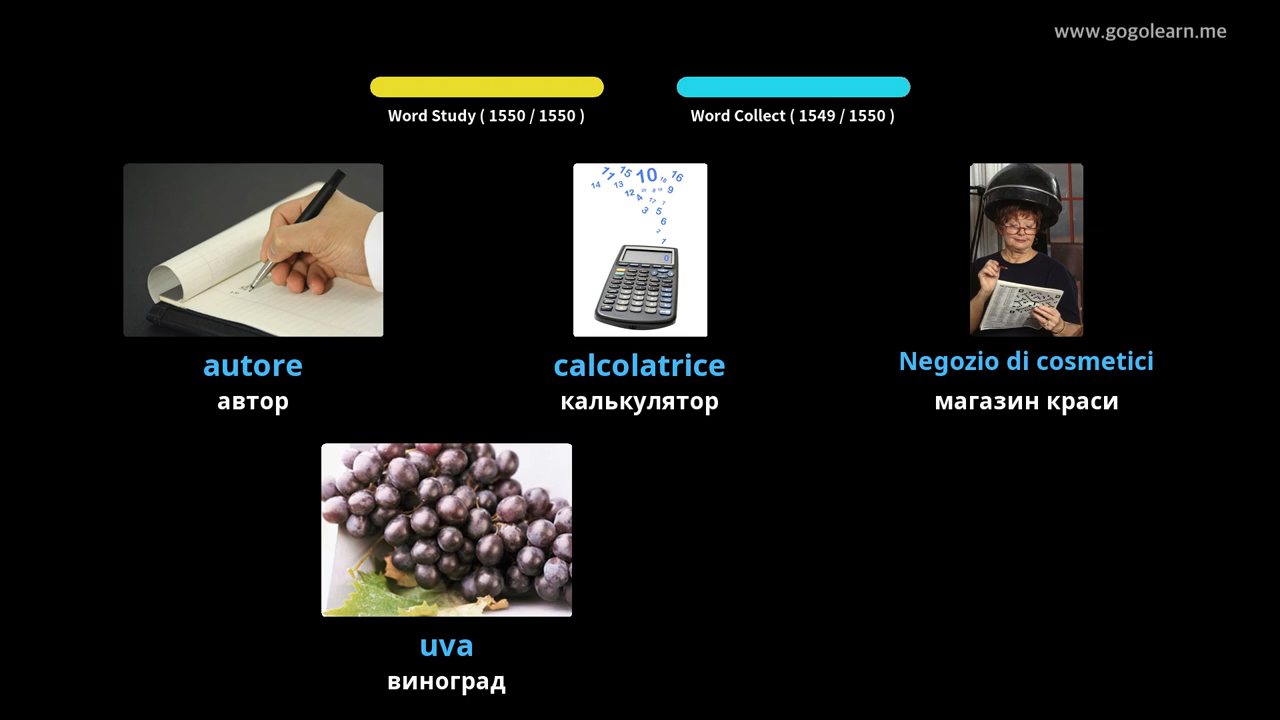 www.gogolearn.me
Word Study ( 1550 / 1550 )
Word Collect ( 1549 / 1550 )
autore
автор
calcolatrice
калькулятор
Negozio di cosmetici
магазин краси
uva
виноград